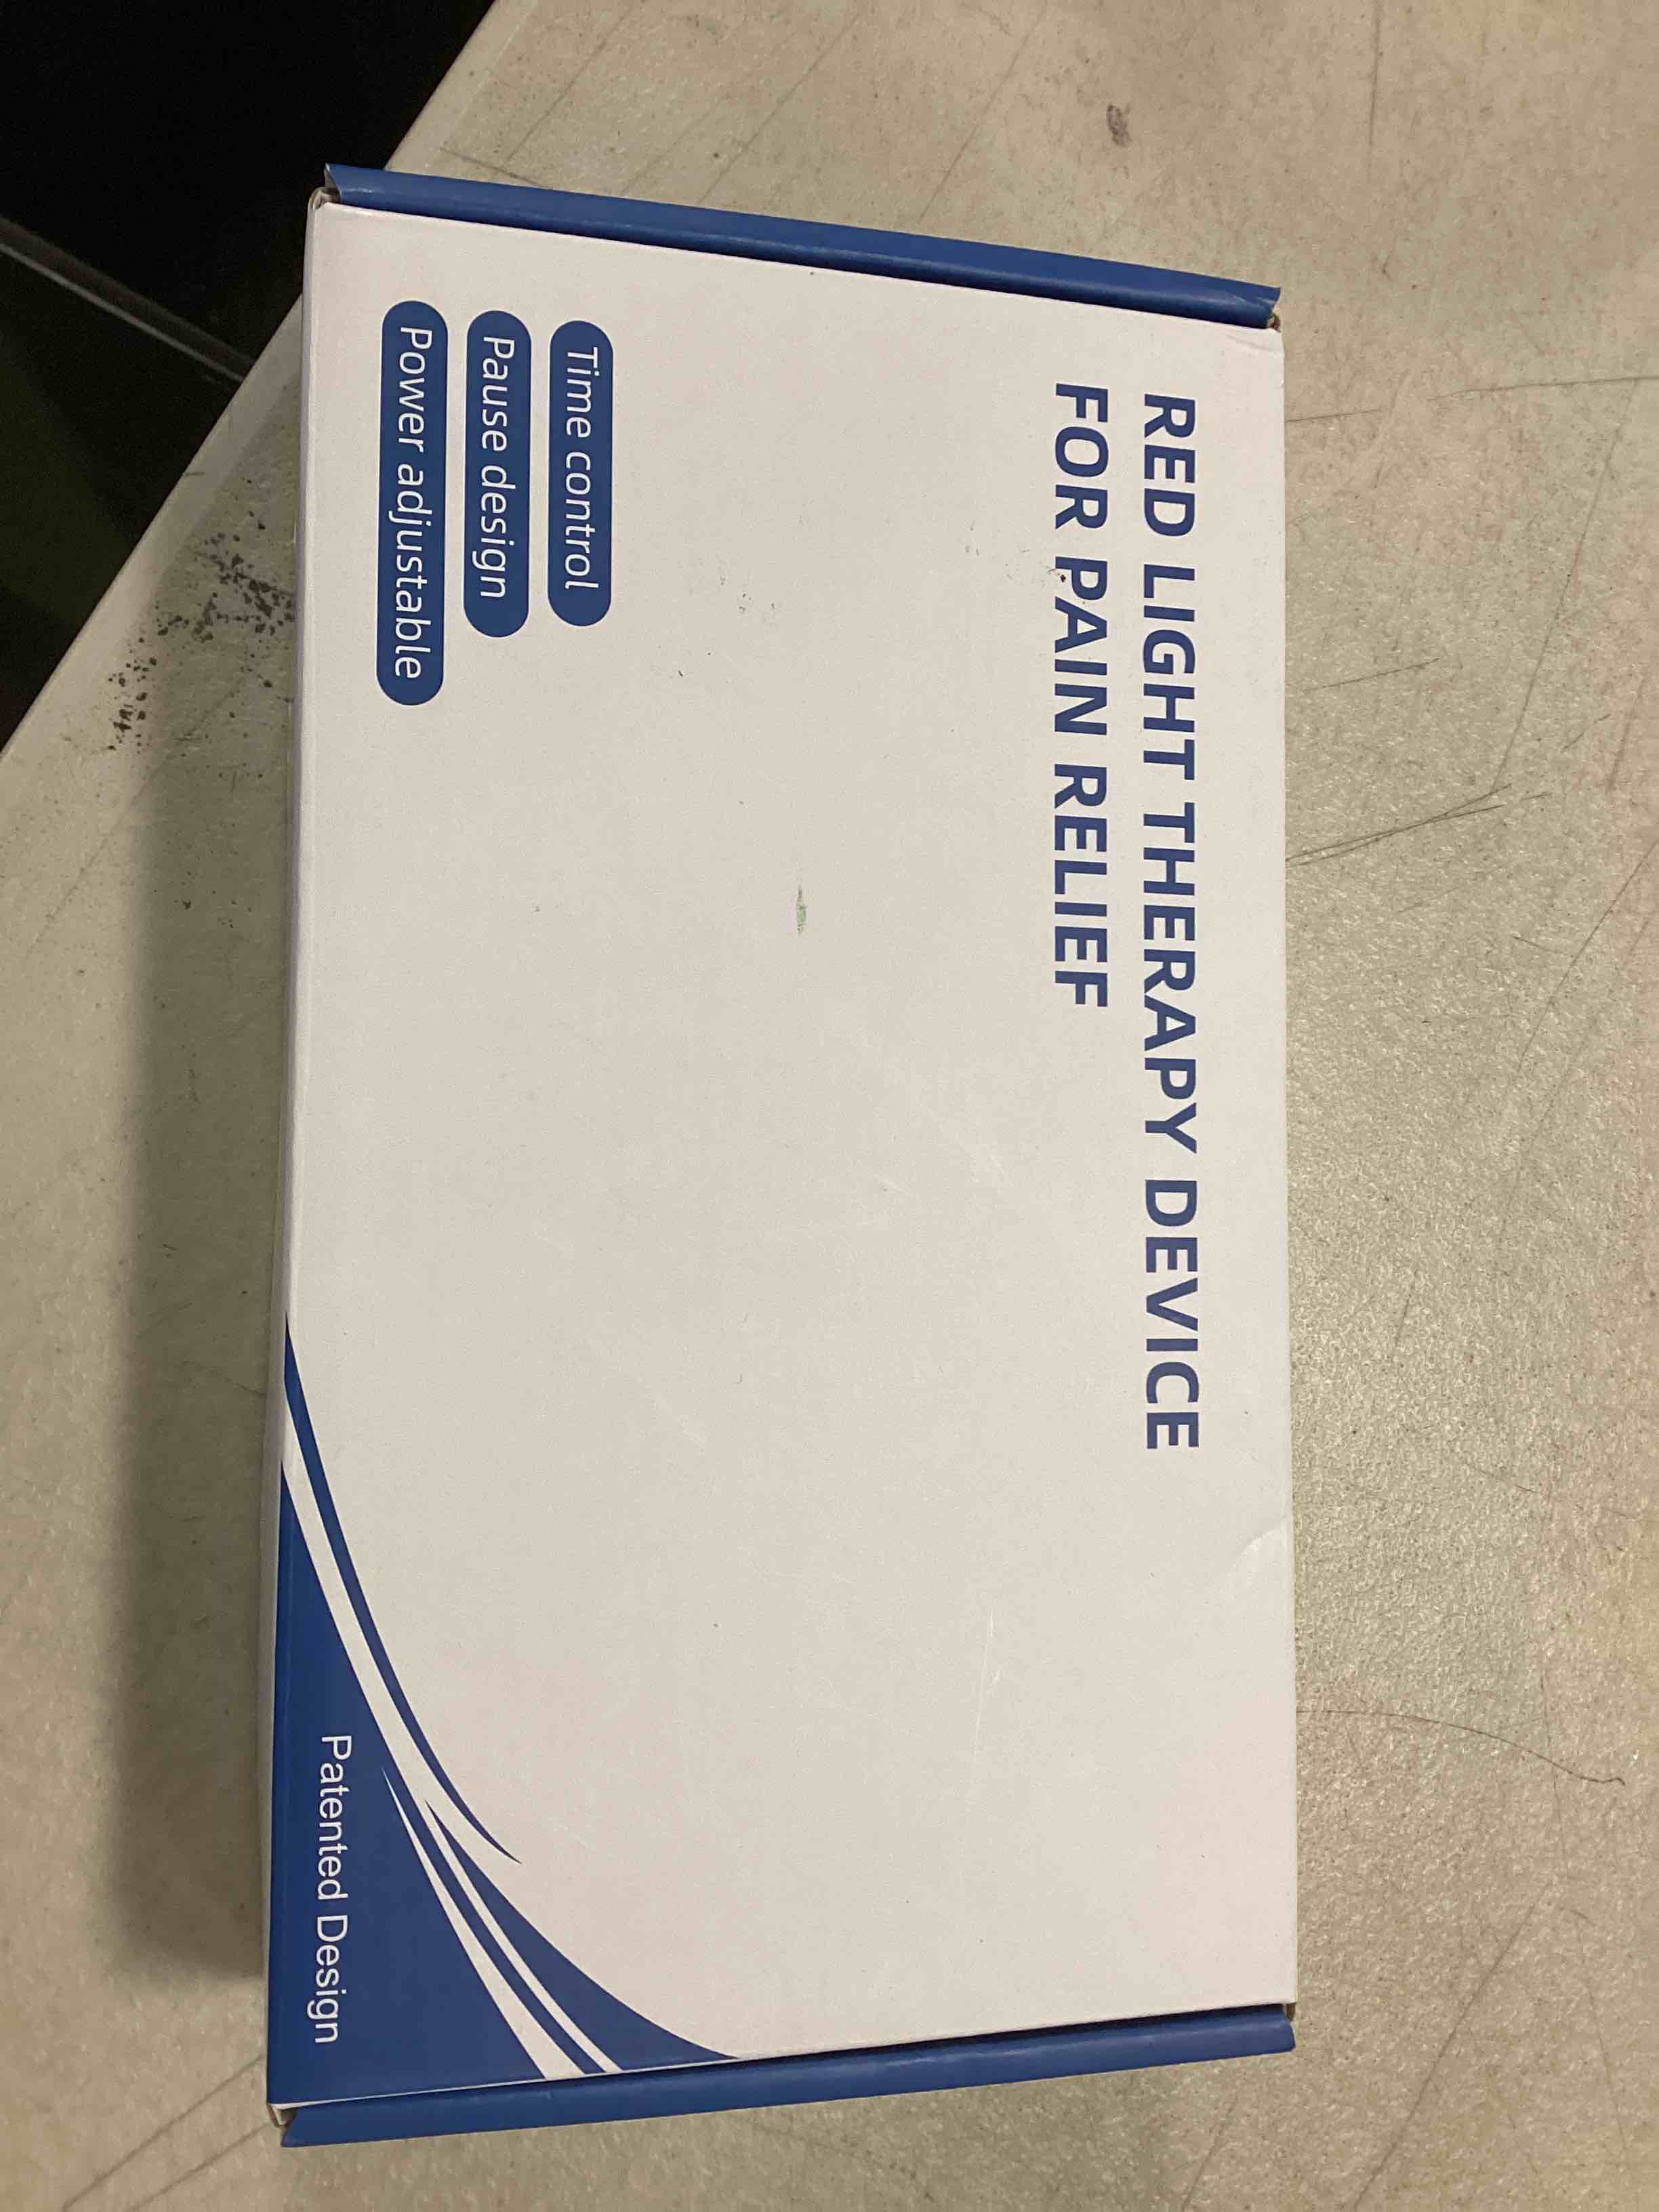 RED LIGHT THERAPY DEVICE
FOR PAIN RELIEF
Time control
Pause design
Power adjustable
Patented Design